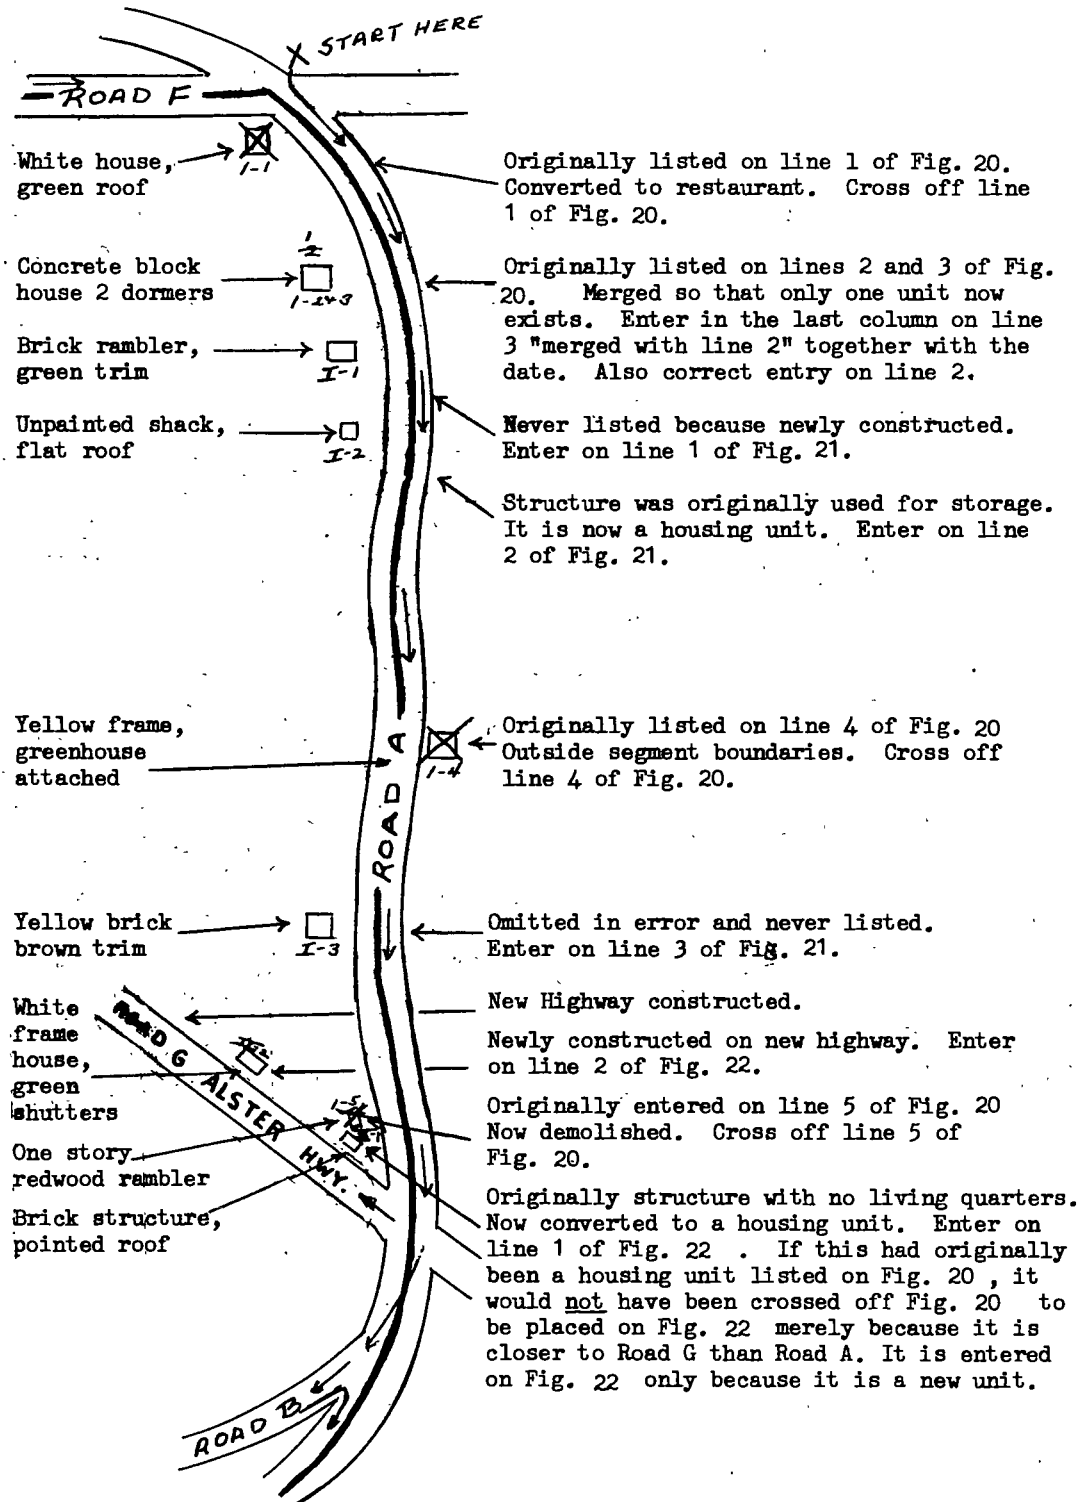 X START HERE
ROAD F
White house,
green roof
1-1
Originally listed on line 1 of Fig. 20.
Converted to restaurant. Cross off line
1 of Fig. 20.
Concrete block
house 2 dormers
1-2+3
Originally listed on lines 2 and 3 of Fig.
20. Merged so that only one unit now
exists. Enter in the last column on line
3 "merged with line 2" together with the
date. Also correct entry on line 2.
Brick rambler,
green trim
I-1
Unpainted shack,
flat roof
I-2
Never listed because newly constructed.
Enter on line 1 of Fig. 21.
Structure was originally used for storage.
It is now a housing unit. Enter on line
2 of Fig. 21.
Yellow frame,
greenhouse
attached
ROAD A
1-4
Originally listed on line 4 of Fig. 20
Outside segment boundaries. Cross off
line 4 of Fig. 20.
Yellow brick
brown trim
I-3
Omitted in error and never listed.
Enter on line 3 of Fig. 21.
New Highway constructed.
White
frame
house,
green
shutters
ROAD G ALSTER HWY.
Newly constructed on new highway. Enter
on line 2 of Fig. 22.
Originally entered on line 5 of Fig. 20
Now demolished. Cross off line 5 of
Fig. 20.
One story
redwood rambler
Brick structure,
pointed roof
Originally structure with no living quarters.
Now converted to a housing unit. Enter on
line 1 of Fig. 22 . If this had originally
been a housing unit listed on Fig. 20 , it
would not have been crossed off Fig. 20 to
be placed on Fig. 22 merely because it is
closer to Road G than Road A. It is entered
on Fig. 22 only because it is a new unit.
ROAD B